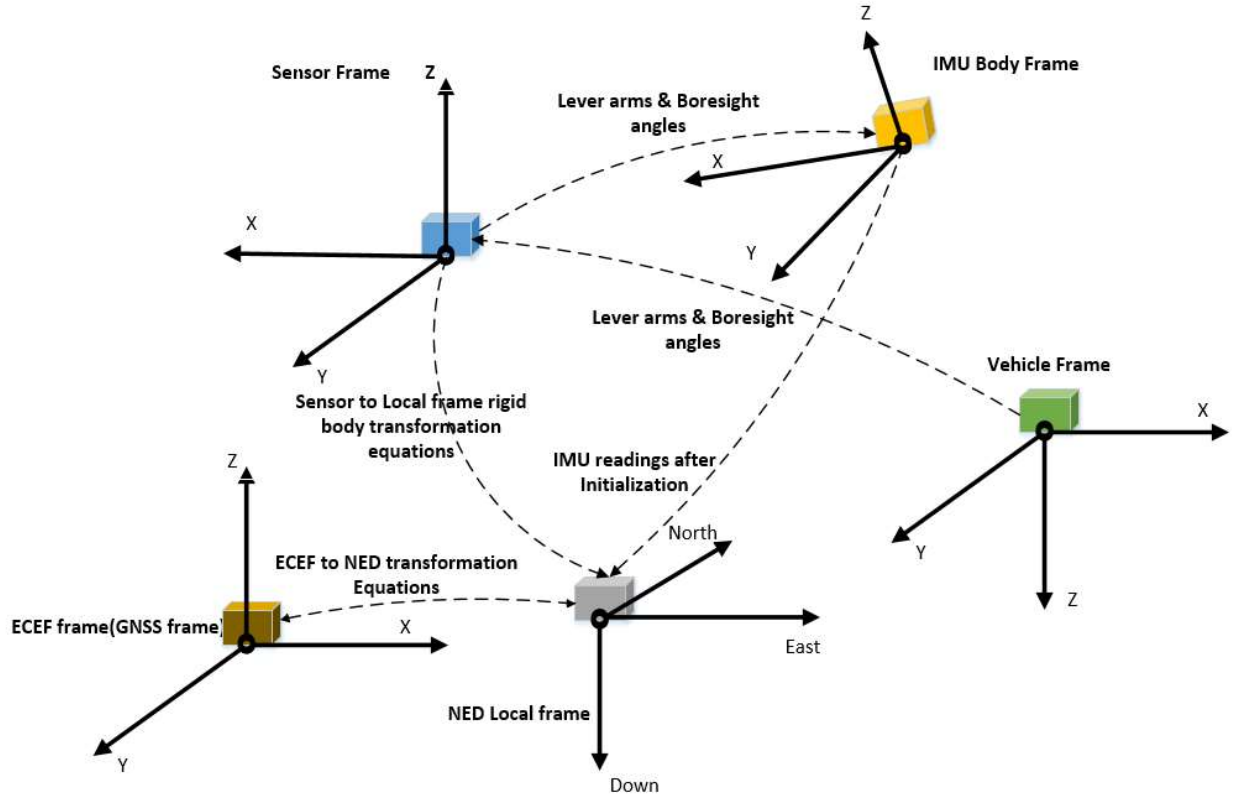 Z
IMU Body Frame
Sensor Frame
Z
Lever arms & Boresight
angles
X
X
Y
Lever arms & Boresight
angles
Vehicle Frame
Y
X
Sensor to Local frame rigid
body transformation
equations
Z
IMU readings after
Initialization
North
Y
ECEF to NED transformation
Equations
Z
ECEF frame(GNSS frame)
X
East
NED Local frame
Y
Down